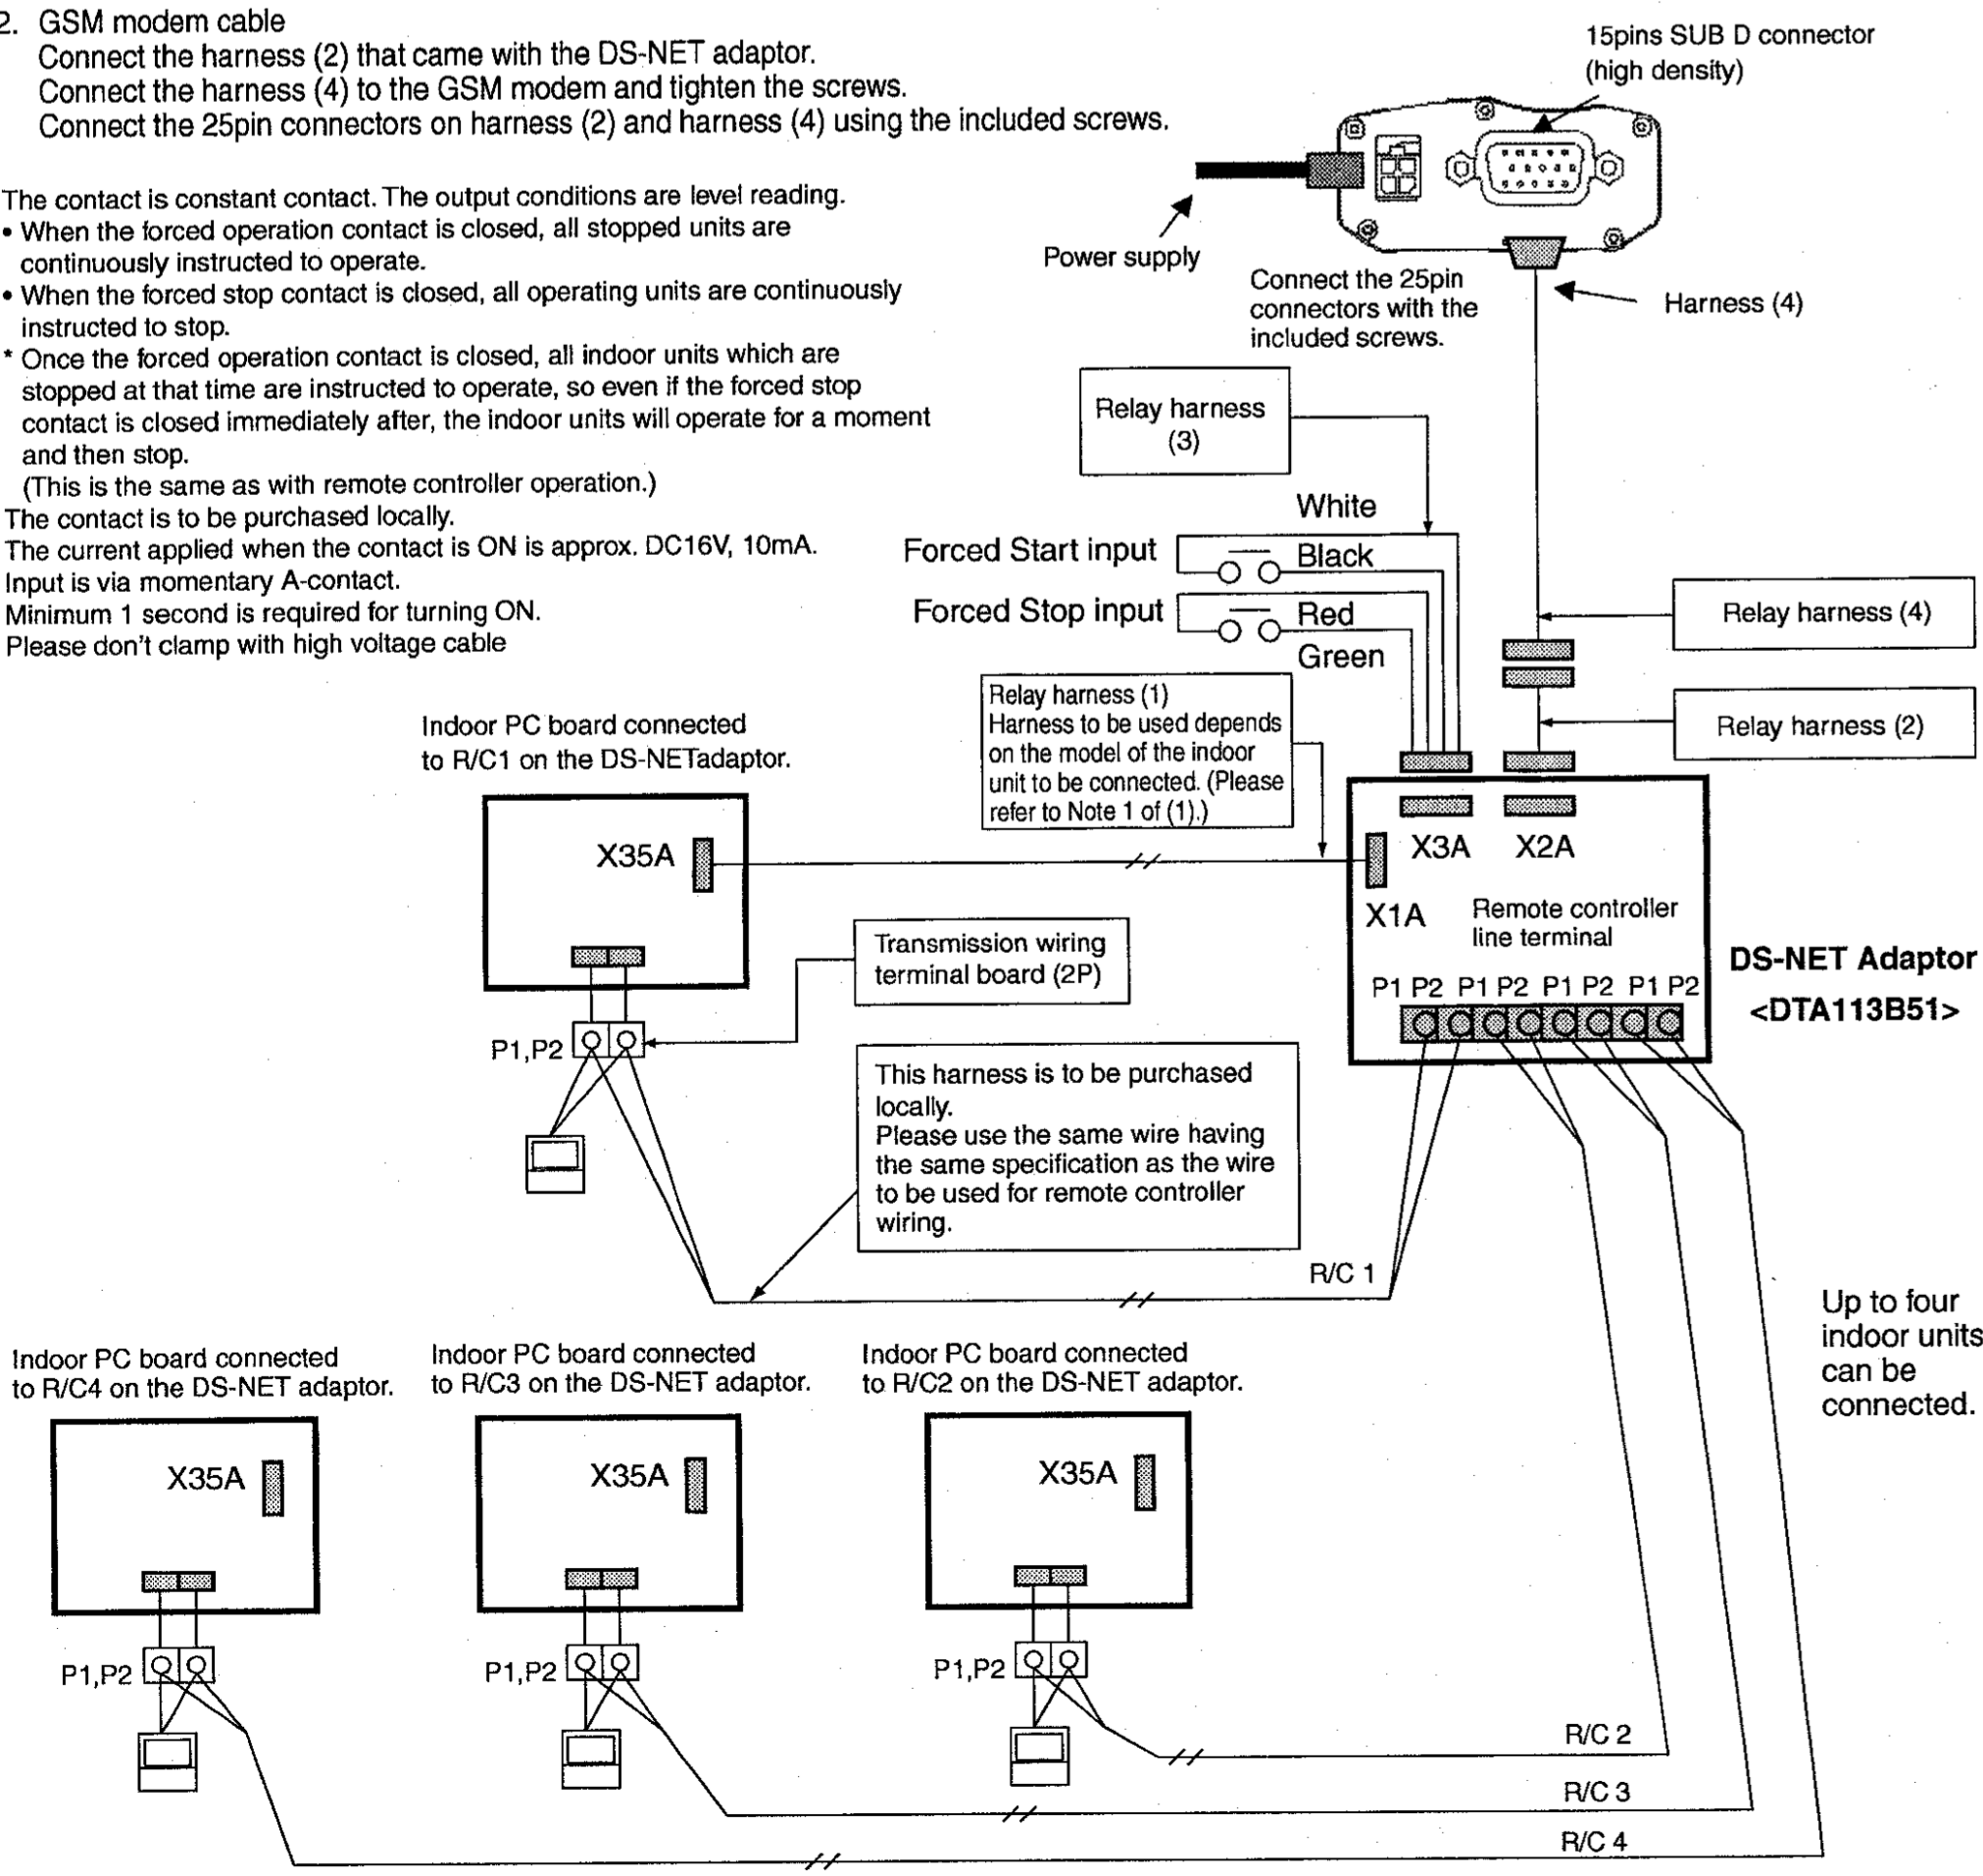 2. GSM modem cable
Connect the harness (2) that came with the DS-NET adaptor.
Connect the harness (4) to the GSM modem and tighten the screws.
Connect the 25pin connectors on harness (2) and harness (4) using the included screws.
The contact is constant contact. The output conditions are level reading.
• When the forced operation contact is closed, all stopped units are
continuously instructed to operate.
• When the forced stop contact is closed, all operating units are continuously
instructed to stop.
* Once the forced operation contact is closed, all indoor units which are
stopped at that time are instructed to operate, so even if the forced stop
contact is closed immediately after, the indoor units will operate for a moment
and then stop.
(This is the same as with remote controller operation.)
The contact is to be purchased locally.
The current applied when the contact is ON is approx. DC16V, 10mA.
Input is via momentary A-contact.
Minimum 1 second is required for turning ON.
Please don't clamp with high voltage cable
15pins SUB D connector
(high density)
Power supply
Connect the 25pin
connectors with the
included screws.
Harness (4)
Relay harness
(3)
White
Forced Start input
Black
Forced Stop input
Red
Green
Relay harness (4)
Relay harness (2)
Relay harness (1)
Harness to be used depends
on the model of the indoor
unit to be connected. (Please
refer to Note 1 of (1).)
Indoor PC board connected
to R/C1 on the DS-NETadaptor.
X35A
X3A X2A
X1A
Remote controller
line terminal
P1 P2 P1 P2 P1 P2 P1 P2
DS-NET Adaptor
<DTA113B51>
Transmission wiring
terminal board (2P)
P1,P2
This harness is to be purchased
locally.
Please use the same wire having
the same specification as the wire
to be used for remote controller
wiring.
R/C 1
Up to four
indoor units
can be
connected.
Indoor PC board connected
to R/C4 on the DS-NET adaptor.
Indoor PC board connected
to R/C3 on the DS-NET adaptor.
Indoor PC board connected
to R/C2 on the DS-NET adaptor.
X35A
X35A
X35A
P1,P2
P1,P2
P1,P2
R/C 2
R/C 3
R/C 4